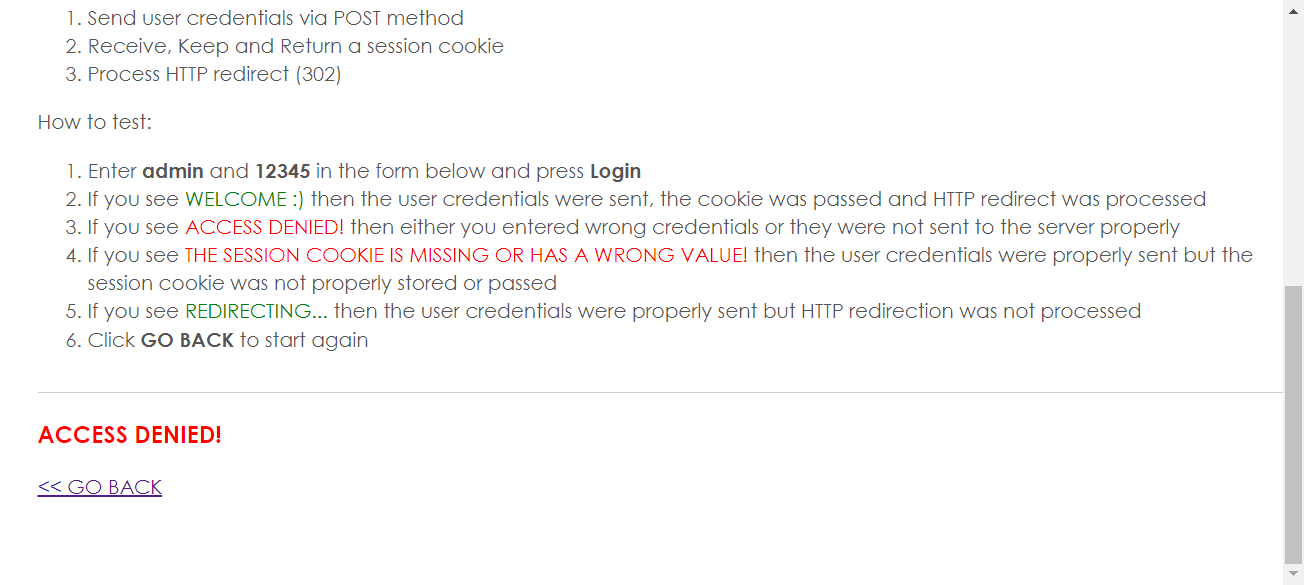 1. Send user credentials via POST method
2. Receive, Keep and Return a session cookie
3. Process HTTP redirect (302)
How to test:
1. Enter admin and 12345 in the form below and press Login
2. If you see WELCOME :) then the user credentials were sent, the cookie was passed and HTTP redirect was processed
3. If you see ACCESS DENIED! then either you entered wrong credentials or they were not sent to the server properly
4. If you see THE SESSION COOKIE IS MISSING OR HAS A WRONG VALUE! then the user credentials were properly sent but the
session cookie was not properly stored or passed
5. If you see REDIRECTING... then the user credentials were properly sent but HTTP redirection was not processed
6. Click GO BACK to start again
ACCESS DENIED!
<< GO BACK